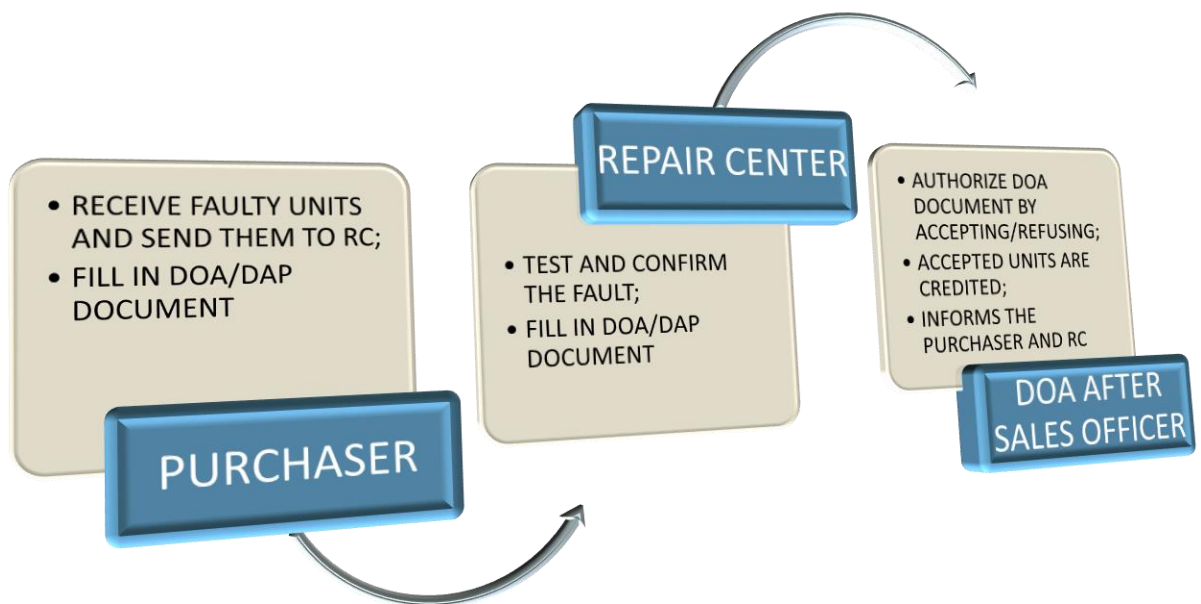 • RECEIVE FAULTY UNITS
AND SEND THEM TO RC;
• FILL IN DOA/DAP
DOCUMENT
PURCHASER
REPAIR CENTER
• TEST AND CONFIRM
THE FAULT;
• FILL IN DOA/DAP
DOCUMENT
• AUTHORIZE DOA
DOCUMENT BY
ACCEPTING/REFUSING;
• ACCEPTED UNITS ARE
CREDITED;
• INFORMS THE
PURCHASER AND RC
DOA AFTER
SALES OFFICER